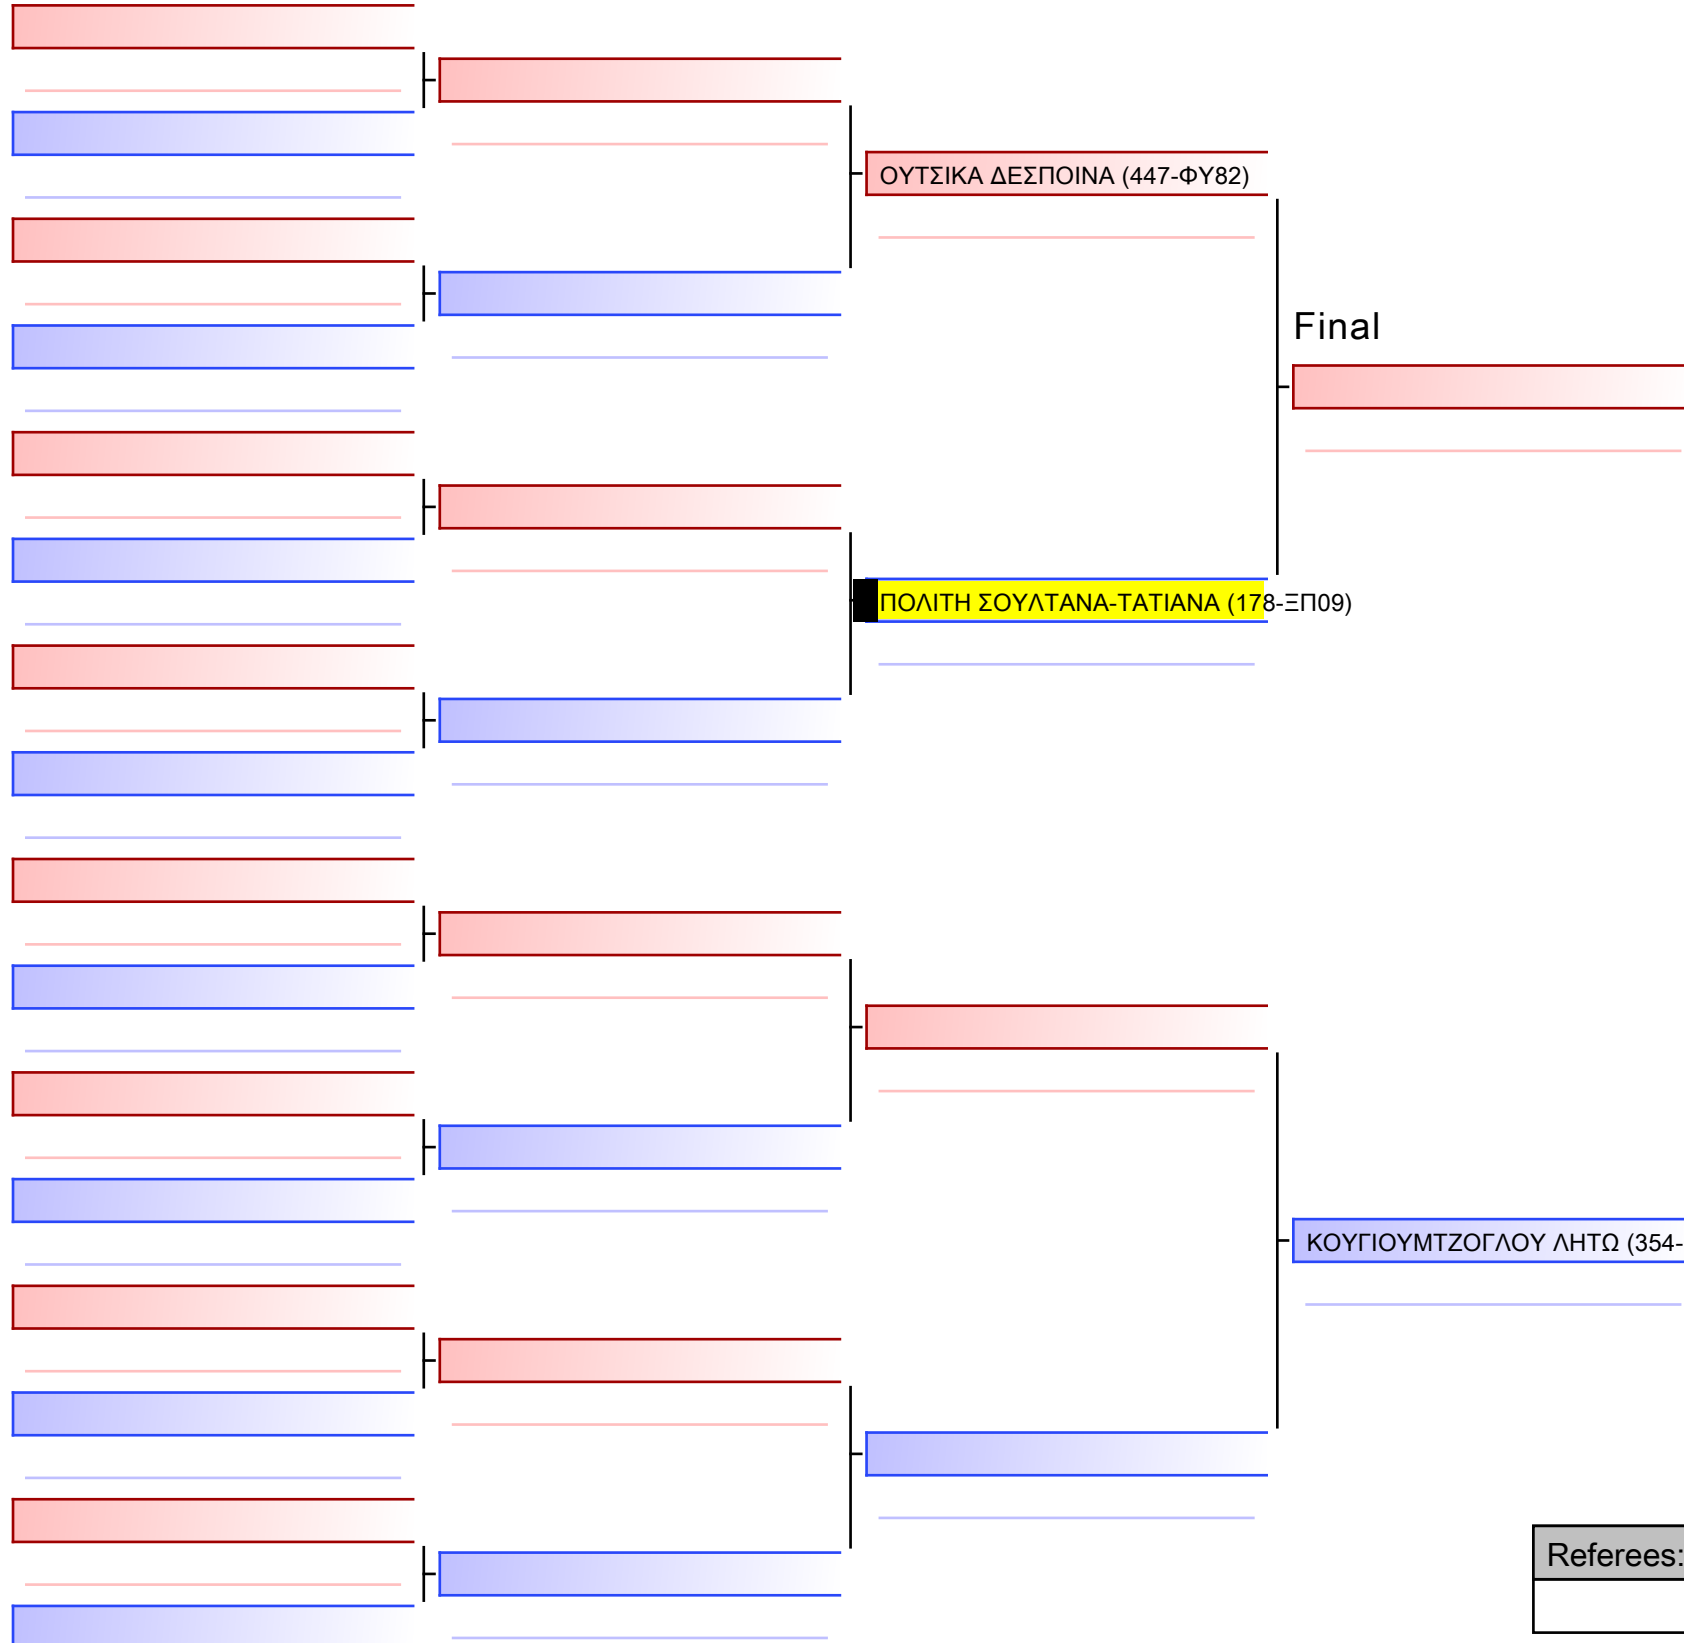 ΟΥΤΣΙΚΑ ΔΕΣΠΟΙΝΑ (447-ΦΥ82)
Final
ΠΟΛΙΤΗ ΣΟΥΛΤΑΝΑ-ΤΑΤΙΑΝΑ (178-ΞΠ09)
ΚΟΥΓΙΟΥΜΤΖΟΓΛΟΥ ΛΗΤΩ (354-
Referees: